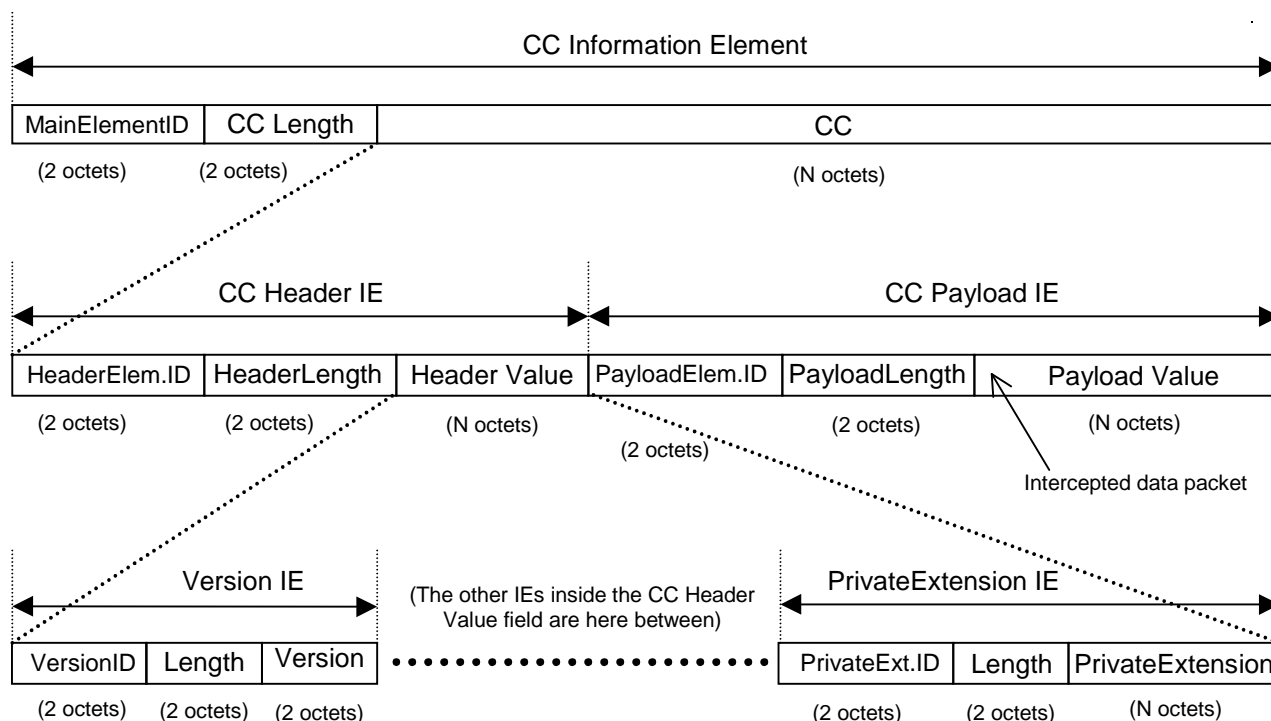 CC Information Element
MainElementID CC Length CC
(2 octets) (2 octets) (N octets)
CC Header IE CC Payload IE
HeaderElem.ID HeaderLength Header Value PayloadElem.ID PayloadLength Payload Value
(2 octets) (2 octets) (N octets) (2 octets) (2 octets) (N octets)
Intercepted data packet
Version IE (The other IEs inside the CC Header PrivateExtension IE
Value field are here between)
VersionID Length Version PrivateExt.ID Length PrivateExtension
(2 octets) (2 octets) (2 octets) (2 octets) (2 octets) (N octets)